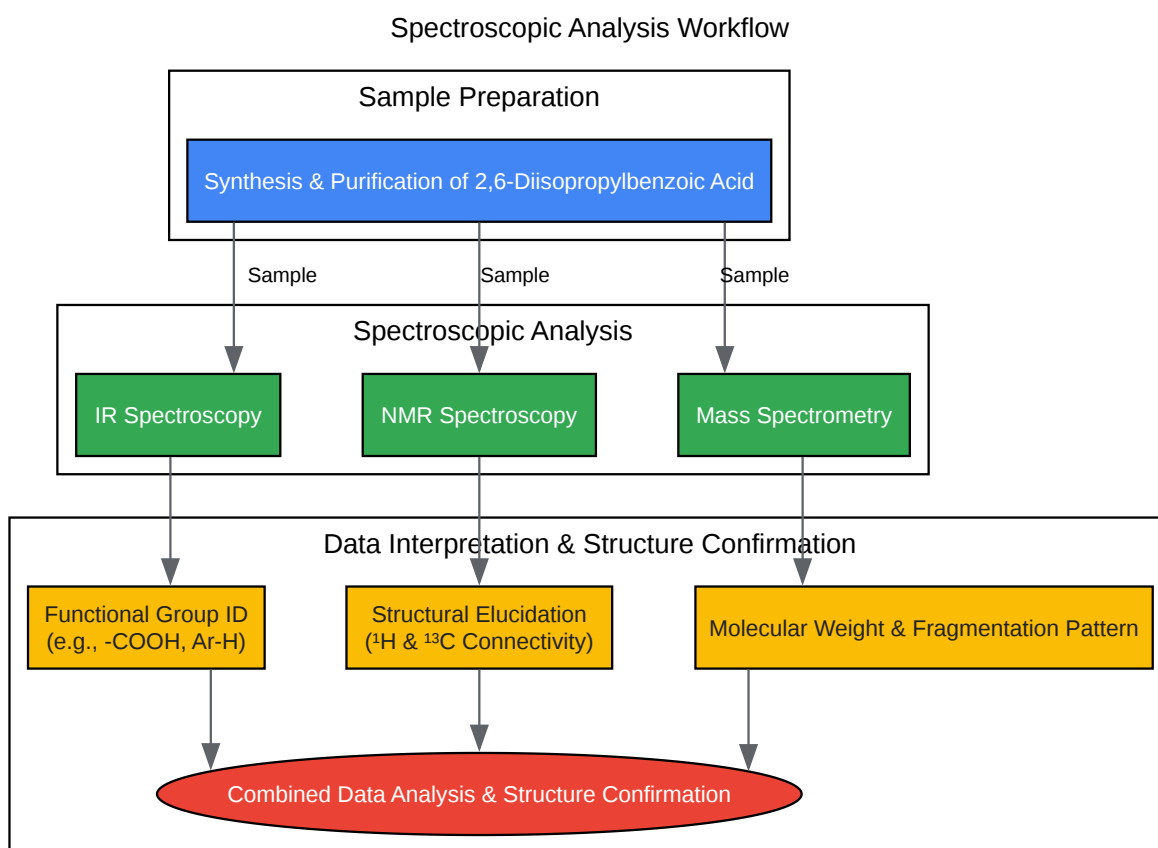 Spectroscopic Analysis Workflow
Sample Preparation
Synthesis & Purification of 2,6-Diisopropylbenzoic Acid
Sample
Sample
Sample
Spectroscopic Analysis
IR Spectroscopy
NMR Spectroscopy
Mass Spectrometry
Data Interpretation & Structure Confirmation
Functional Group ID
(e.g., -COOH, Ar-H)
Structural Elucidation
(¹H & ¹³C Connectivity)
Molecular Weight & Fragmentation Pattern
Combined Data Analysis & Structure Confirmation